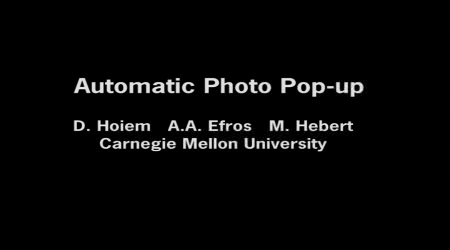 Automatic Photo Pop-up
D. Hoiem A.A. Efros M. Hebert
Carnegie Mellon University